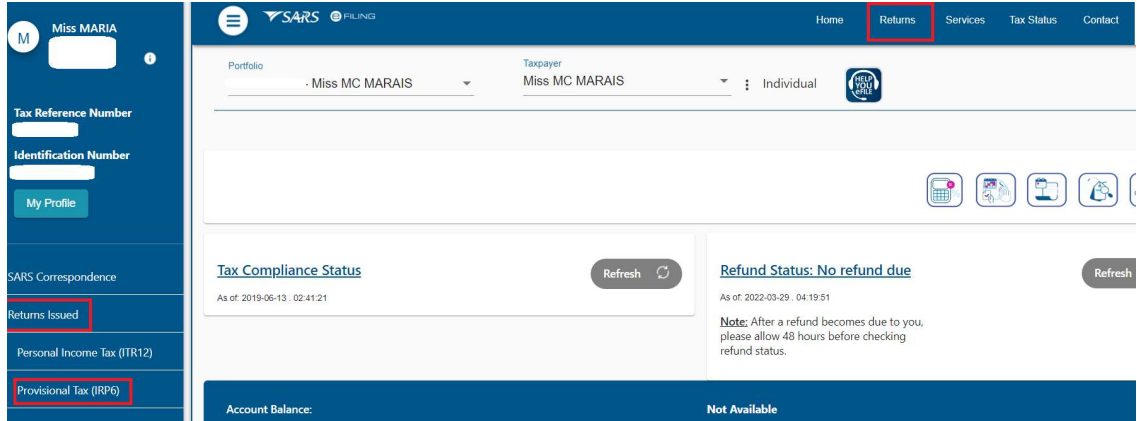 M
Miss MARIA
i
Tax Reference Number
Identification Number
My Profile
SARS Correspondence
Returns Issued
Personal Income Tax (ITR12)
Provisional Tax (IRP6)
SARS eFILING
Home Returns Services Tax Status Contact
Portfolio
- Miss MC MARAIS
Taxpayer
Miss MC MARAIS
Individual
HELP YOU eFILE
Tax Compliance Status
Refresh
As of: 2019-06-13 . 02:41:21
Refund Status: No refund due
Refresh
As of: 2022-03-29 . 04:19:51
Note: After a refund becomes due to you,
please allow 48 hours before checking
refund status.
Account Balance:
Not Available